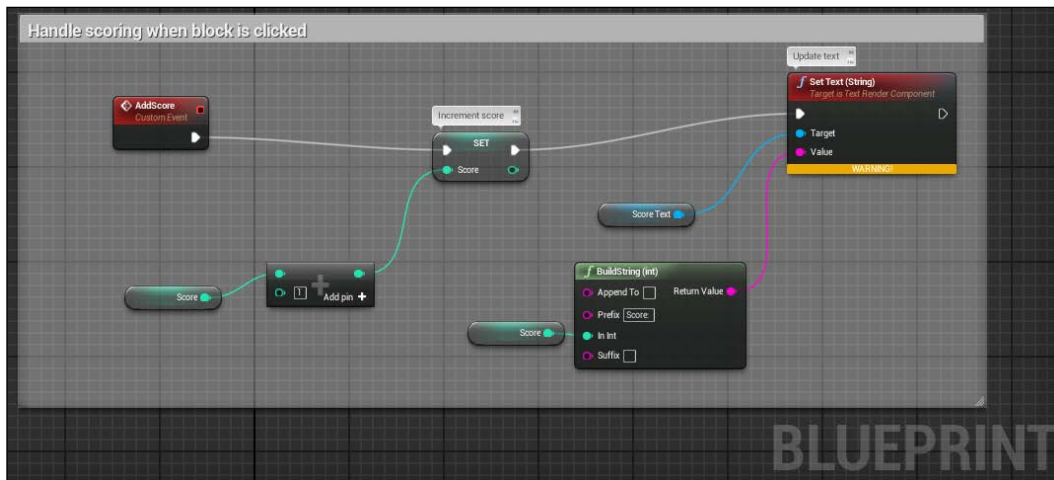 Handle scoring when block is clicked
AddScore
Custom Event
Increment score
SET
Score
Update text
Set Text (String)
Target is Text Render Component
Target
Value
WARNING!
Score Text
Score
1
Add pin +
Score
BuildString (int)
Append To
Return Value
Prefix Score:
In Int
Suffix
BLUEPRINT